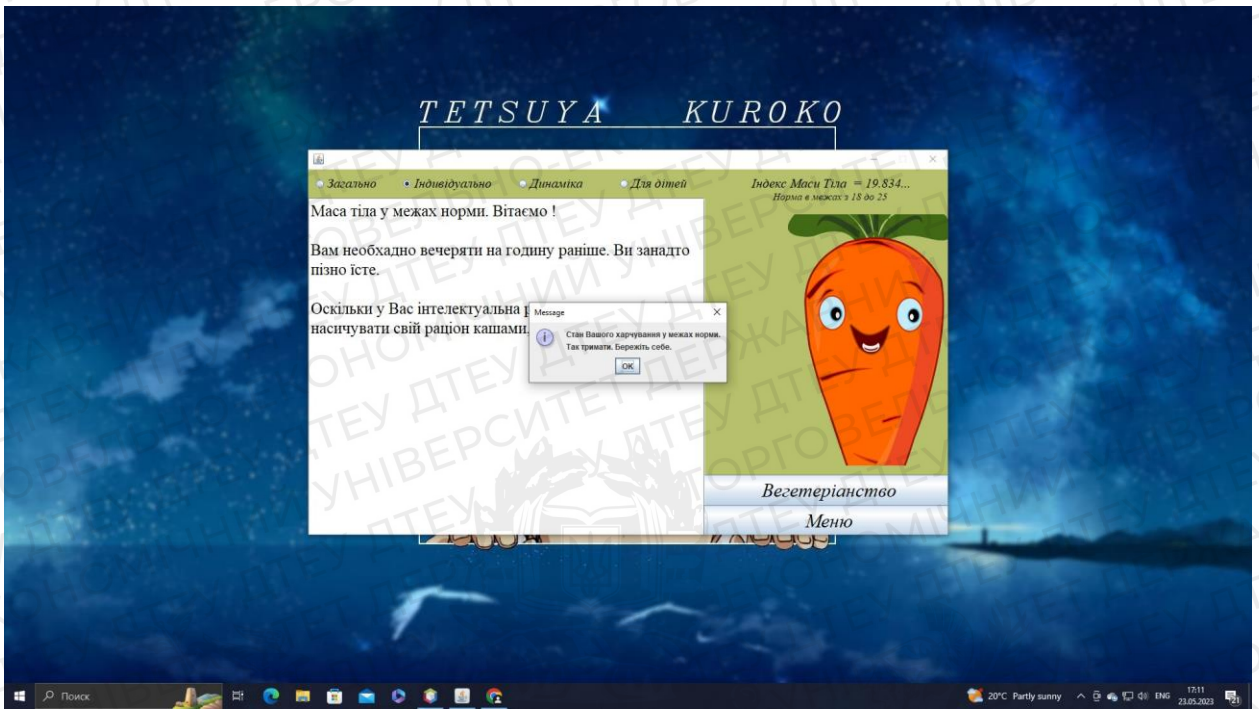 TETSUYA KUROKO
Загально Індивідуально Динаміка Для дітей
Індекс Маси Тіла = 19.834...
Норма в межах з 18 до 25
Маса тіла у межах норми. Вітаємо !
Вам необхадно вечеряти на годину раніше. Ви занадто
пізно їсте.
Оскільки у Вас інтелектуальна
насичувати свій раціон кашами.
Message
Стан Вашого харчування у межах норми.
Так тримати. Бережіть себе.
OK
Вегетеріанство
Меню
Поиск
20°C Partly sunny
ENG
17:11
23.05.2023
21